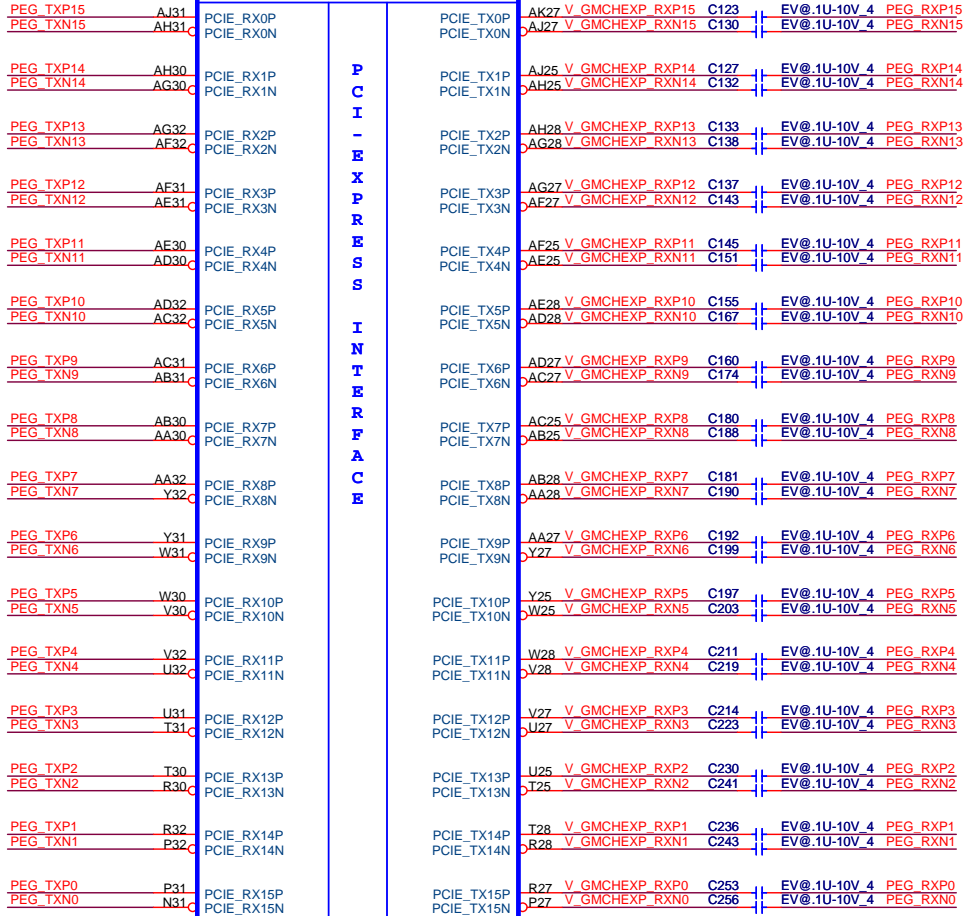 PEG_TXP15 AJ31 PCIE_RX0P PCIE_TX0P AK27 V_GMCHEXP_RXP15 C123 EV@.1U-10V_4 PEG_RXP15
PEG_TXN15 AH31 PCIE_RX0N PCIE_TX0N AJ27 V_GMCHEXP_RXN15 C130 EV@.1U-10V_4 PEG_RXN15
PEG_TXP14 AH30 PCIE_RX1P PCIE_TX1P AJ25 V_GMCHEXP_RXP14 C127 EV@.1U-10V_4 PEG_RXP14
PEG_TXN14 AG30 PCIE_RX1N PCIE_TX1N AH25 V_GMCHEXP_RXN14 C132 EV@.1U-10V_4 PEG_RXN14
PEG_TXP13 AG32 PCIE_RX2P PCIE_TX2P AH28 V_GMCHEXP_RXP13 C133 EV@.1U-10V_4 PEG_RXP13
PEG_TXN13 AF32 PCIE_RX2N PCIE_TX2N AG28 V_GMCHEXP_RXN13 C138 EV@.1U-10V_4 PEG_RXN13
PEG_TXP12 AF31 PCIE_RX3P PCIE_TX3P AG27 V_GMCHEXP_RXP12 C137 EV@.1U-10V_4 PEG_RXP12
PEG_TXN12 AE31 PCIE_RX3N PCIE_TX3N AF27 V_GMCHEXP_RXN12 C143 EV@.1U-10V_4 PEG_RXN12
PEG_TXP11 AE30 PCIE_RX4P PCIE_TX4P AF25 V_GMCHEXP_RXP11 C145 EV@.1U-10V_4 PEG_RXP11
PEG_TXN11 AD30 PCIE_RX4N PCIE_TX4N AE25 V_GMCHEXP_RXN11 C151 EV@.1U-10V_4 PEG_RXN11
PEG_TXP10 AD32 PCIE_RX5P PCIE_TX5P AE28 V_GMCHEXP_RXP10 C155 EV@.1U-10V_4 PEG_RXP10
PEG_TXN10 AC32 PCIE_RX5N PCIE_TX5N AD28 V_GMCHEXP_RXN10 C167 EV@.1U-10V_4 PEG_RXN10
PEG_TXP9 AC31 PCIE_RX6P PCIE_TX6P AD27 V_GMCHEXP_RXP9 C160 EV@.1U-10V_4 PEG_RXP9
PEG_TXN9 AB31 PCIE_RX6N PCIE_TX6N AC27 V_GMCHEXP_RXN9 C174 EV@.1U-10V_4 PEG_RXN9
PEG_TXP8 AB30 PCIE_RX7P PCIE_TX7P AC25 V_GMCHEXP_RXP8 C180 EV@.1U-10V_4 PEG_RXP8
PEG_TXN8 AA30 PCIE_RX7N PCIE_TX7N AB25 V_GMCHEXP_RXN8 C188 EV@.1U-10V_4 PEG_RXN8
PEG_TXP7 AA32 PCIE_RX8P PCIE_TX8P AB28 V_GMCHEXP_RXP7 C181 EV@.1U-10V_4 PEG_RXP7
PEG_TXN7 Y32 PCIE_RX8N PCIE_TX8N AA28 V_GMCHEXP_RXN7 C190 EV@.1U-10V_4 PEG_RXN7
PEG_TXP6 Y31 PCIE_RX9P PCIE_TX9P AA27 V_GMCHEXP_RXP6 C192 EV@.1U-10V_4 PEG_RXP6
PEG_TXN6 W31 PCIE_RX9N PCIE_TX9N Y27 V_GMCHEXP_RXN6 C199 EV@.1U-10V_4 PEG_RXN6
PEG_TXP5 W30 PCIE_RX10P PCIE_TX10P Y25 V_GMCHEXP_RXP5 C197 EV@.1U-10V_4 PEG_RXP5
PEG_TXN5 V30 PCIE_RX10N PCIE_TX10N W25 V_GMCHEXP_RXN5 C203 EV@.1U-10V_4 PEG_RXN5
PEG_TXP4 V32 PCIE_RX11P PCIE_TX11P W28 V_GMCHEXP_RXP4 C211 EV@.1U-10V_4 PEG_RXP4
PEG_TXN4 U32 PCIE_RX11N PCIE_TX11N V28 V_GMCHEXP_RXN4 C219 EV@.1U-10V_4 PEG_RXN4
PEG_TXP3 U31 PCIE_RX12P PCIE_TX12P V27 V_GMCHEXP_RXP3 C214 EV@.1U-10V_4 PEG_RXP3
PEG_TXN3 T31 PCIE_RX12N PCIE_TX12N U27 V_GMCHEXP_RXN3 C223 EV@.1U-10V_4 PEG_RXN3
PEG_TXP2 T30 PCIE_RX13P PCIE_TX13P U25 V_GMCHEXP_RXP2 C230 EV@.1U-10V_4 PEG_RXP2
PEG_TXN2 R30 PCIE_RX13N PCIE_TX13N T25 V_GMCHEXP_RXN2 C241 EV@.1U-10V_4 PEG_RXN2
PEG_TXP1 R32 PCIE_RX14P PCIE_TX14P T28 V_GMCHEXP_RXP1 C236 EV@.1U-10V_4 PEG_RXP1
PEG_TXN1 P32 PCIE_RX14N PCIE_TX14N R28 V_GMCHEXP_RXN1 C243 EV@.1U-10V_4 PEG_RXN1
PEG_TXP0 P31 PCIE_RX15P PCIE_TX15P R27 V_GMCHEXP_RXP0 C253 EV@.1U-10V_4 PEG_RXP0
PEG_TXN0 N31 PCIE_RX15N PCIE_TX15N P27 V_GMCHEXP_RXN0 C256 EV@.1U-10V_4 PEG_RXN0
PCI-EXPRESS INTERFACE